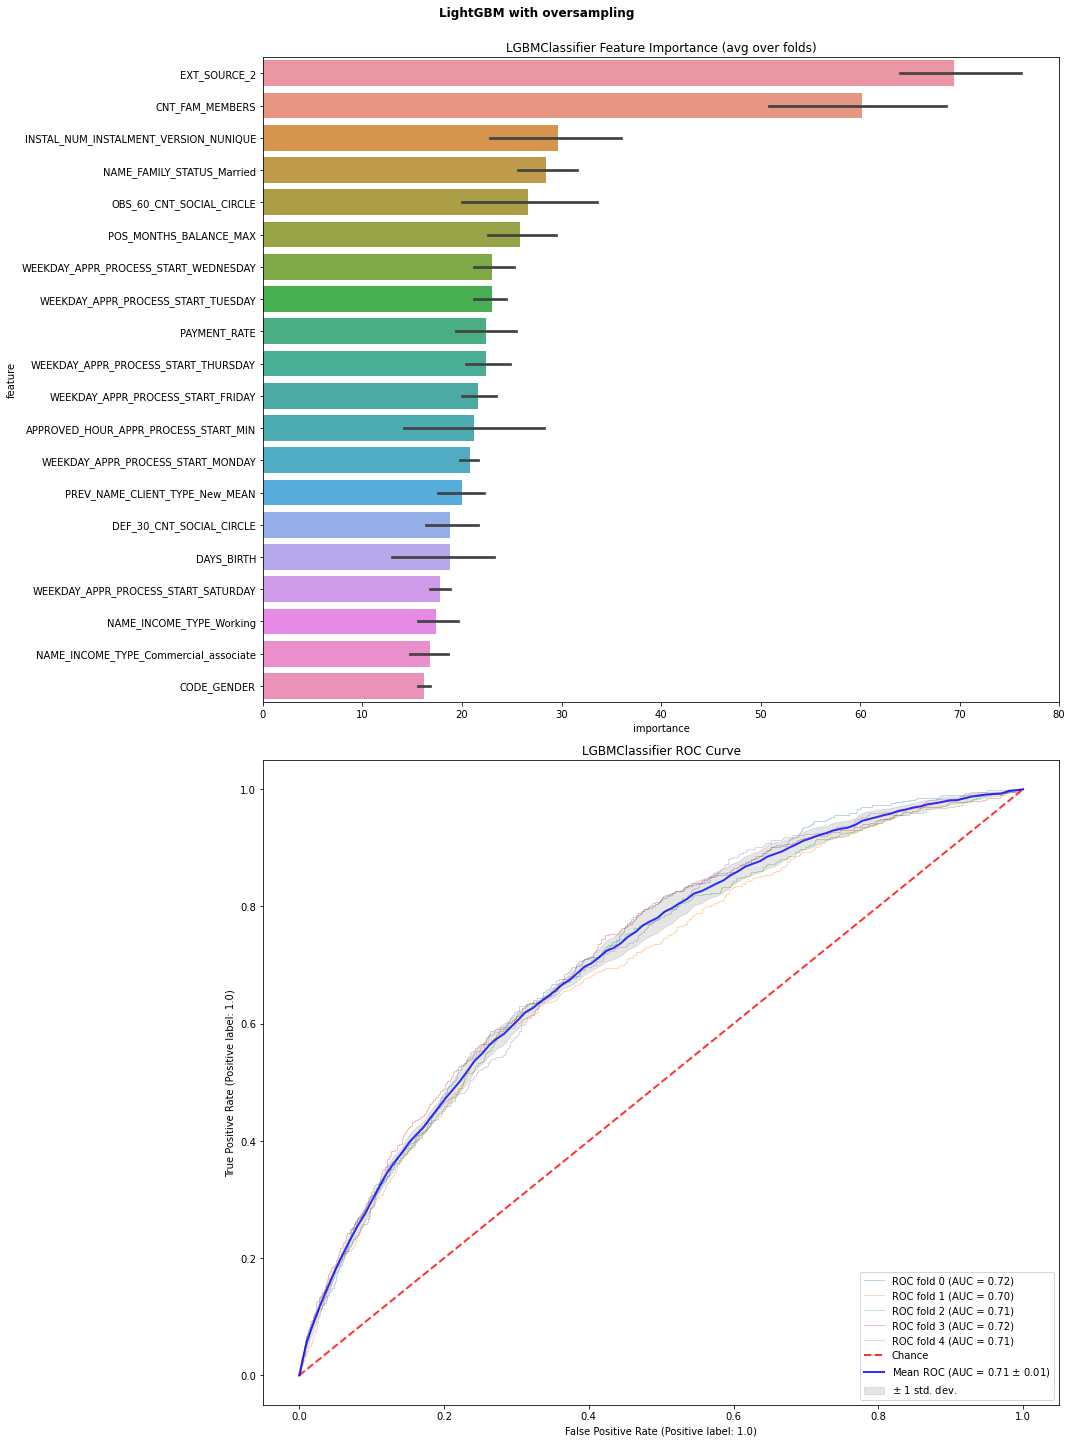 LightGBM with oversampling
LGBMClassifier Feature Importance (avg over folds)
EXT_SOURCE_2
CNT_FAM_MEMBERS
INSTAL_NUM_INSTALMENT_VERSION_NUNIQUE
NAME_FAMILY_STATUS_Married
OBS_60_CNT_SOCIAL_CIRCLE
POS_MONTHS_BALANCE_MAX
WEEKDAY_APPR_PROCESS_START_WEDNESDAY
WEEKDAY_APPR_PROCESS_START_TUESDAY
PAYMENT_RATE
WEEKDAY_APPR_PROCESS_START_THURSDAY
WEEKDAY_APPR_PROCESS_START_FRIDAY
APPROVED_HOUR_APPR_PROCESS_START_MIN
WEEKDAY_APPR_PROCESS_START_MONDAY
PREV_NAME_CLIENT_TYPE_New_MEAN
DEF_30_CNT_SOCIAL_CIRCLE
DAYS_BIRTH
WEEKDAY_APPR_PROCESS_START_SATURDAY
NAME_INCOME_TYPE_Working
NAME_INCOME_TYPE_Commercial_associate
CODE_GENDER
feature
0 10 20 30 40 50 60 70 80
importance
LGBMClassifier ROC Curve
1.0
0.8
0.6
0.4
0.2
0.0
True Positive Rate (Positive label: 1.0)
ROC fold 0 (AUC = 0.72)
ROC fold 1 (AUC = 0.70)
ROC fold 2 (AUC = 0.71)
ROC fold 3 (AUC = 0.72)
ROC fold 4 (AUC = 0.71)
Chance
Mean ROC (AUC = 0.71 ± 0.01)
± 1 std. dev.
0.0 0.2 0.4 0.6 0.8 1.0
False Positive Rate (Positive label: 1.0)